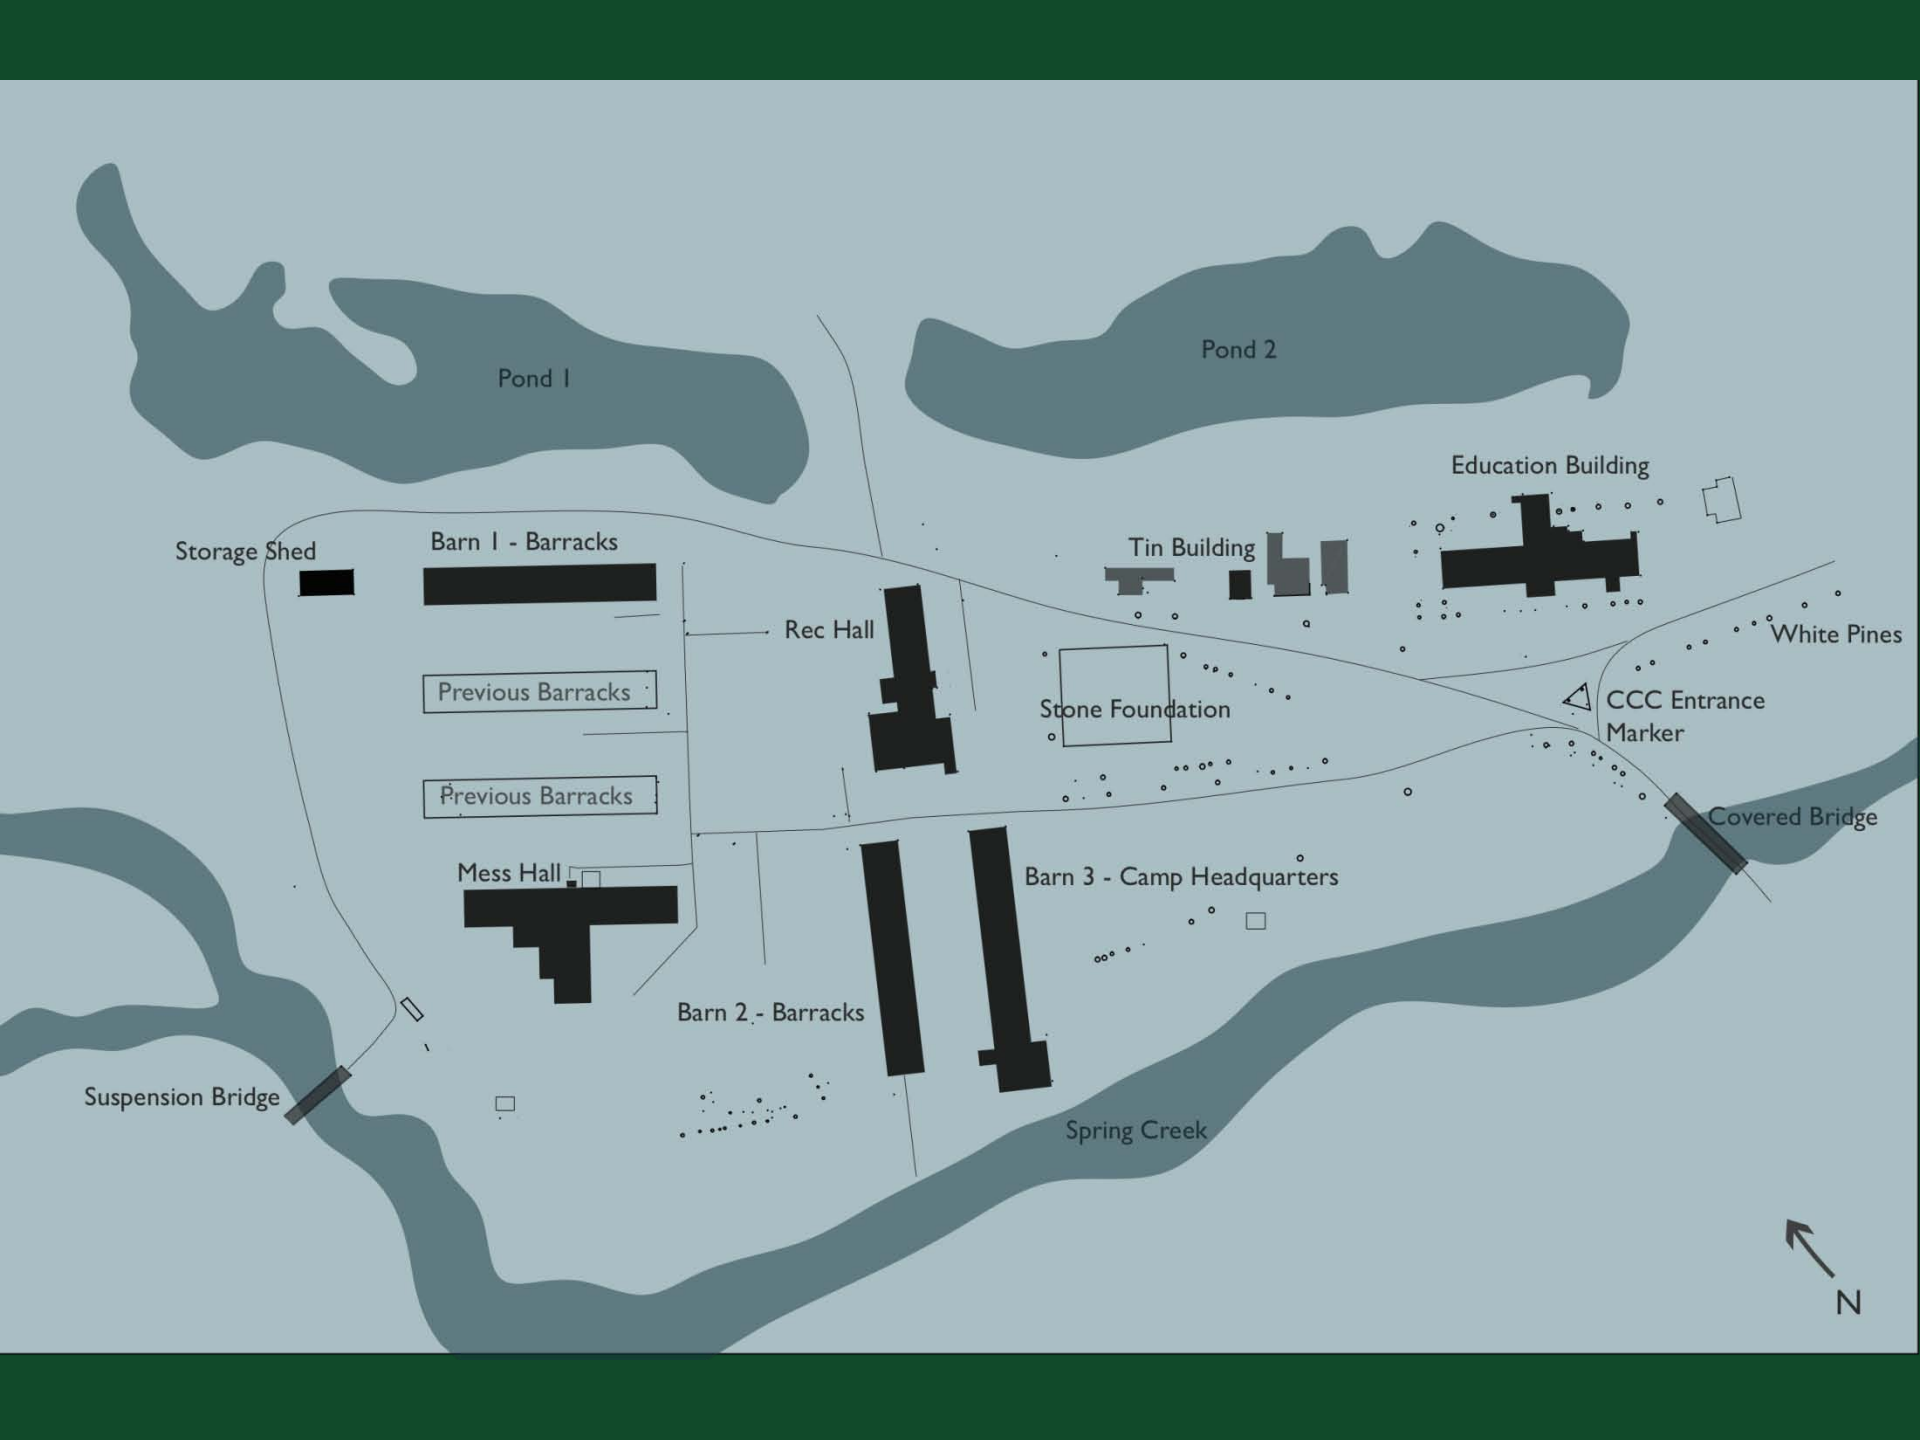 Pond 1
Pond 2
Education Building
Storage Shed
Barn 1 - Barracks
Tin Building
Rec Hall
White Pines
Previous Barracks
Stone Foundation
CCC Entrance
Marker
Previous Barracks
Covered Bridge
Mess Hall
Barn 3 - Camp Headquarters
Barn 2 - Barracks
Suspension Bridge
Spring Creek
N